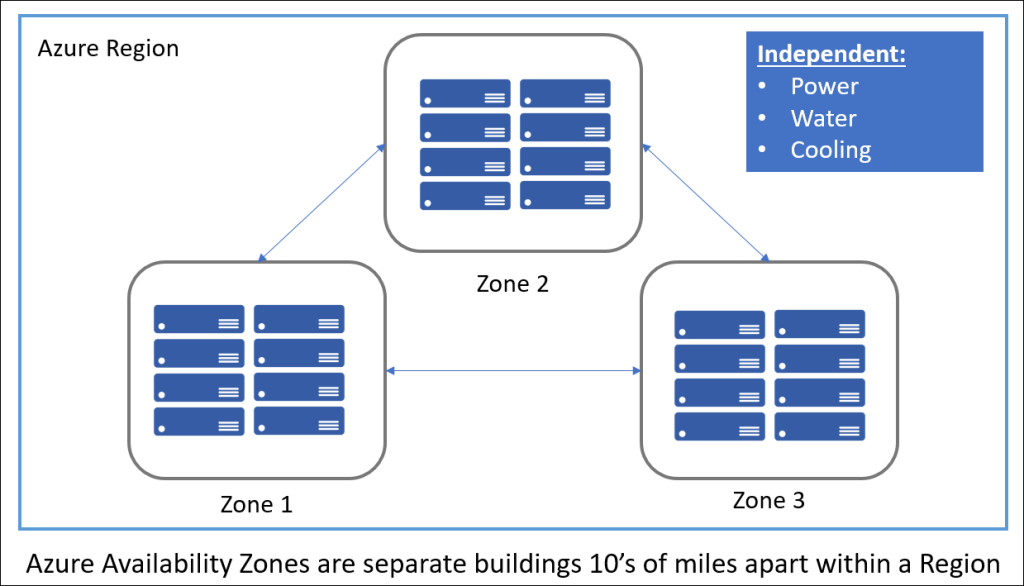 Azure Region
Independent:
• Power
• Water
• Cooling
Zone 2
Zone 1
Zone 3
Azure Availability Zones are separate buildings 10’s of miles apart within a Region